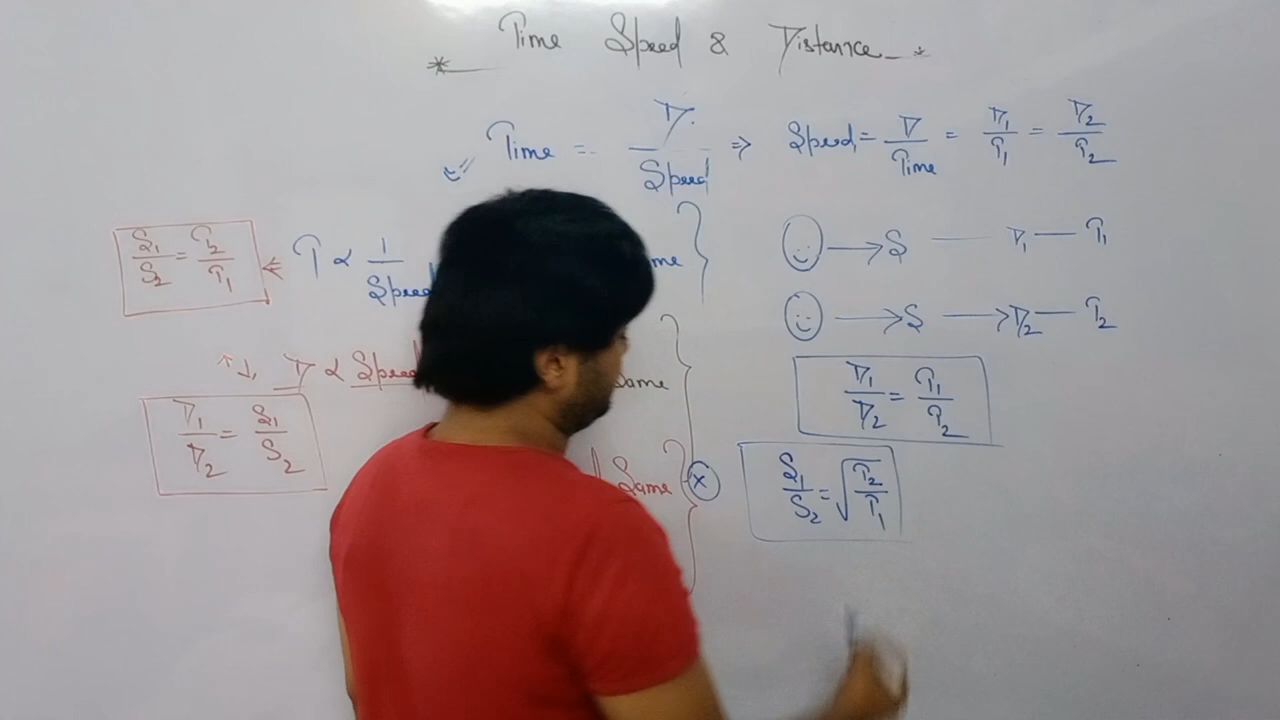 * Time Speed & Distance *
Time = D / Speed ⇒ Speed = D / Time = D1 / T1 = D2 / T2
S1 / S2 = T2 / T1 ⇐ T ∝ 1 / Speed
→ S — D1 — T1
→ S → D2 — T2
↑↓ D ∝ Speed Same
D1 / D2 = T1 / T2
D1 / D2 = S1 / S2
Same × S1 / S2 = √(T2 / T1)